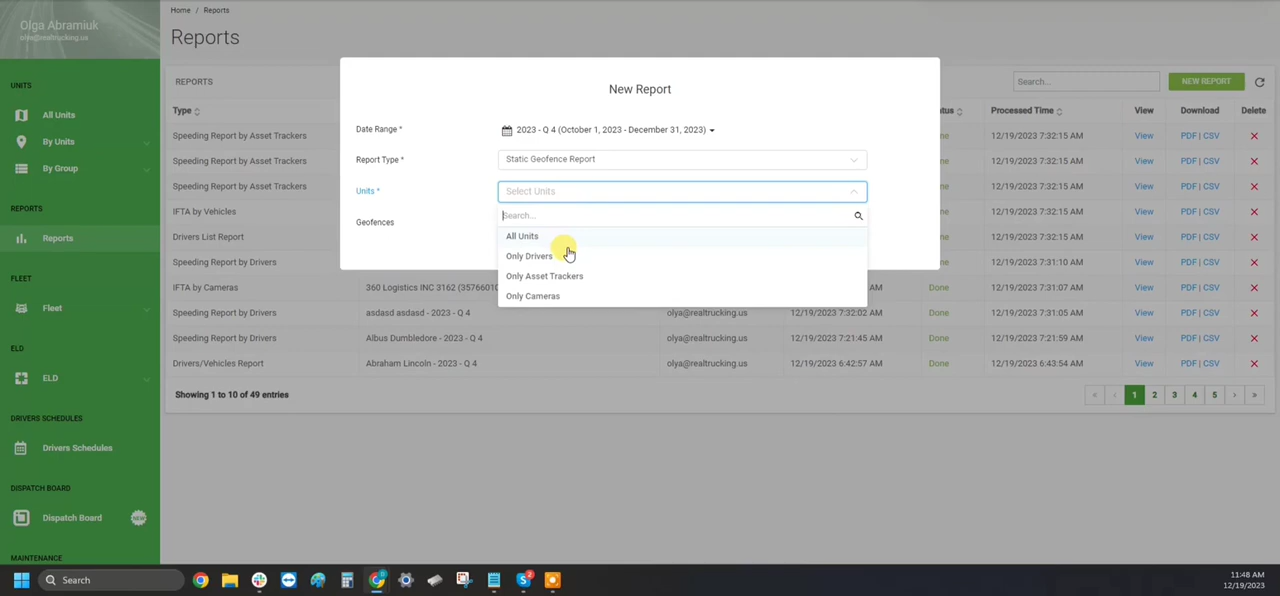 Olga Abramiuk
olya@realtrucking.us
UNITS
All Units
By Units
By Group
REPORTS
Reports
FLEET
Fleet
ELD
ELD
DRIVERS SCHEDULES
Drivers Schedules
DISPATCH BOARD
Dispatch Board NEW
MAINTENANCE
Home / Reports
Reports
REPORTS
Search...
NEW REPORT
Type atus Processed Time View Download Delete
Speeding Report by Asset Trackers ne 12/19/2023 7:32:15 AM View PDF | CSV
Speeding Report by Asset Trackers ne 12/19/2023 7:32:15 AM View PDF | CSV
Speeding Report by Asset Trackers ne 12/19/2023 7:32:15 AM View PDF | CSV
IFTA by Vehicles ne 12/19/2023 7:32:15 AM View PDF | CSV
Drivers List Report ne 12/19/2023 7:32:15 AM View PDF | CSV
Speeding Report by Drivers ne 12/19/2023 7:31:10 AM View PDF | CSV
IFTA by Cameras 360 Logistics INC 3162 (35766010 Done 12/19/2023 7:31:07 AM View PDF | CSV
Speeding Report by Drivers asdasd asdasd - 2023 - Q 4 olya@realtrucking.us 12/19/2023 7:32:02 AM Done 12/19/2023 7:31:05 AM View PDF | CSV
Speeding Report by Drivers Albus Dumbledore - 2023 - Q 4 olya@realtrucking.us 12/19/2023 7:21:45 AM Done 12/19/2023 7:21:59 AM View PDF | CSV
Drivers/Vehicles Report Abraham Lincoln - 2023 - Q 4 olya@realtrucking.us 12/19/2023 6:42:57 AM Done 12/19/2023 6:43:54 AM View PDF | CSV
Showing 1 to 10 of 49 entries
« ‹ 1 2 3 4 5 › »
New Report
Date Range * 2023 - Q 4 (October 1, 2023 - December 31, 2023)
Report Type * Static Geofence Report
Units * Select Units
Search...
Geofences
All Units
Only Drivers
Only Asset Trackers
Only Cameras
Search
11:48 AM
12/19/2023